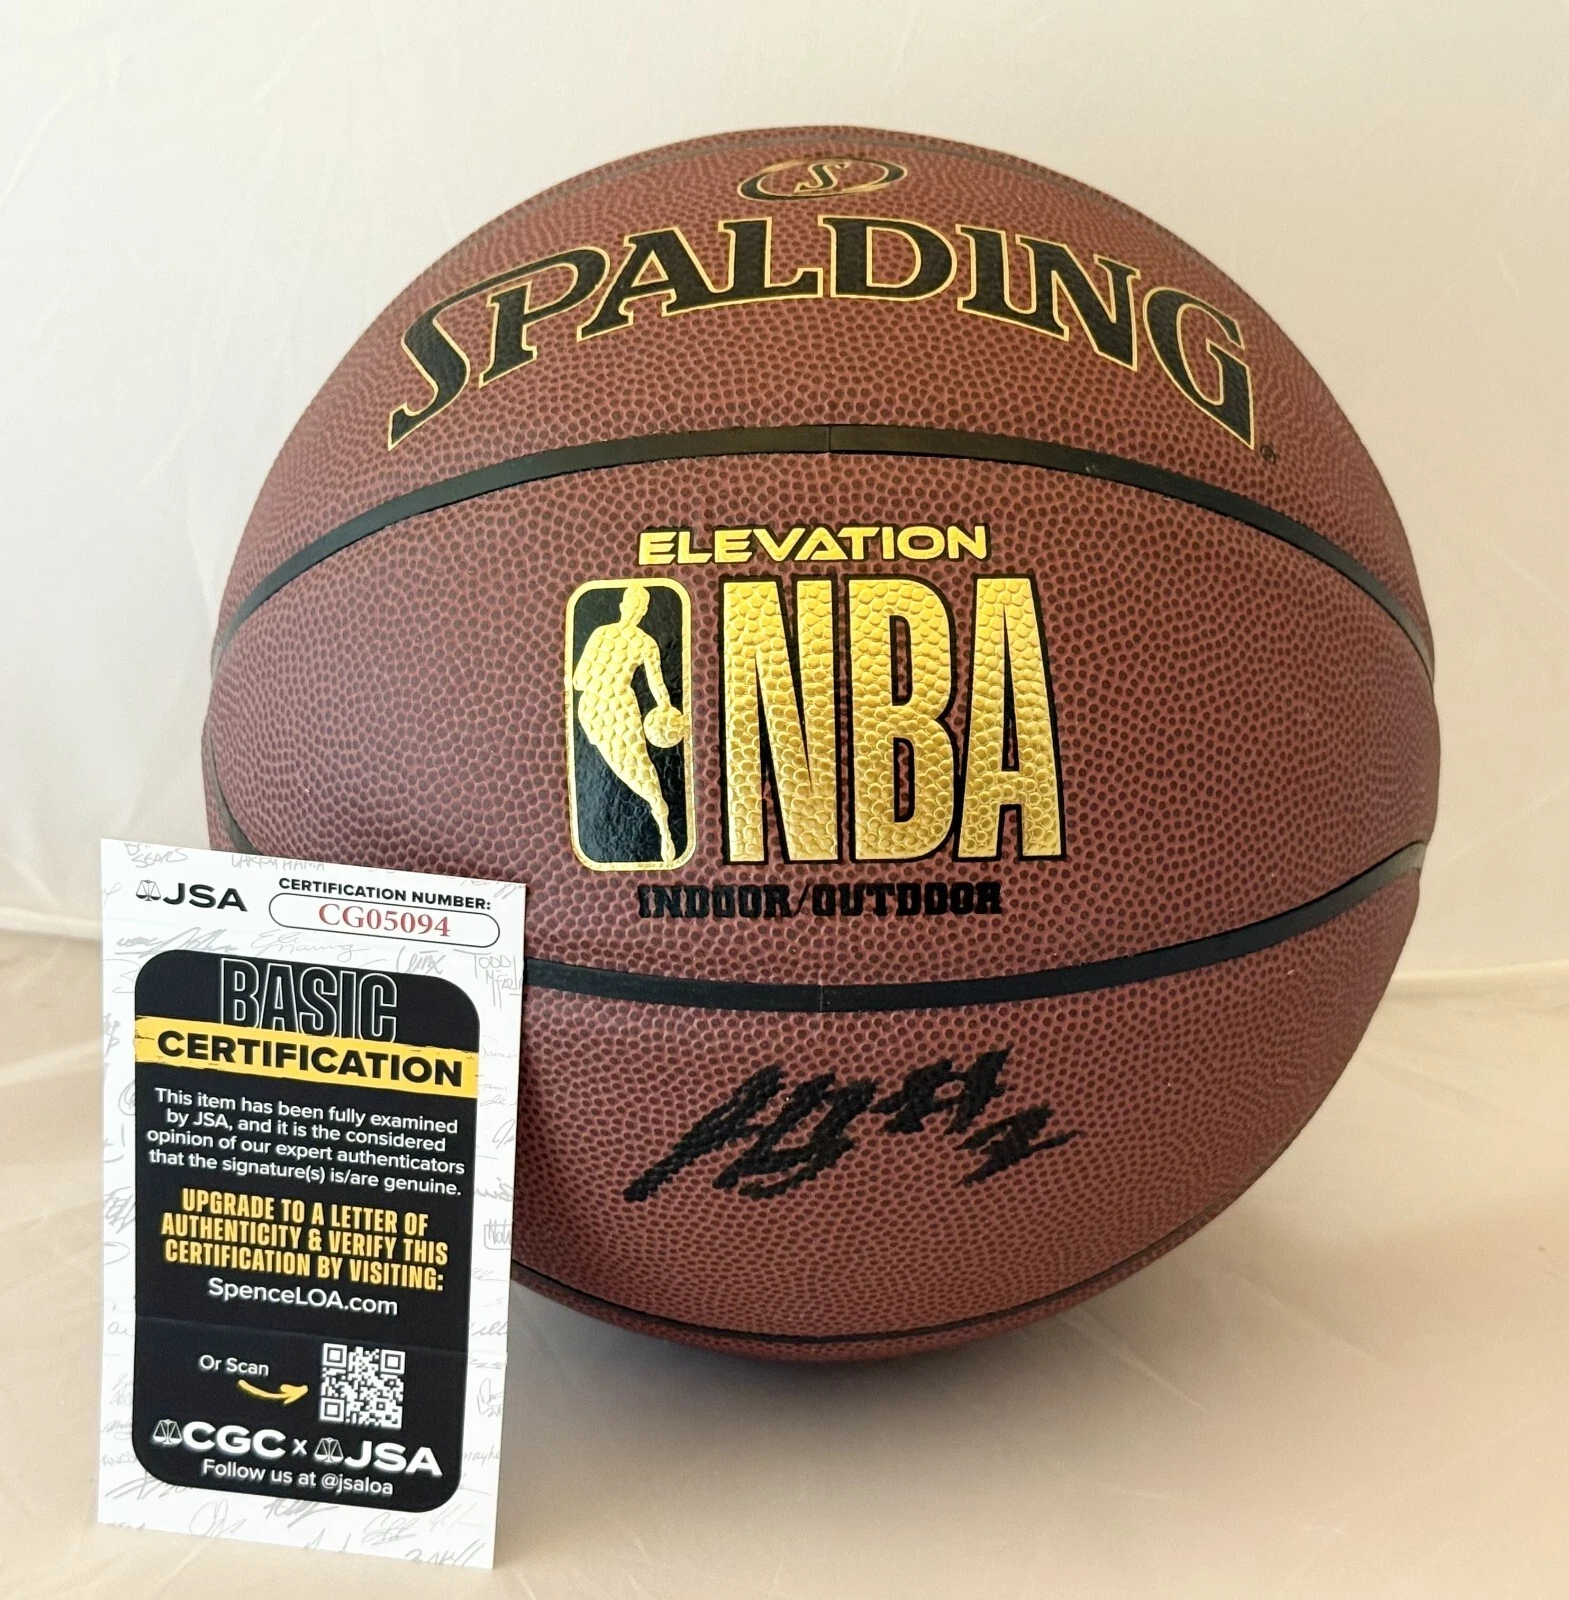 S
SPALDING®
ELEVATION
NBA
INDOOR/OUTDOOR
JSA
CERTIFICATION NUMBER:
CG05094
BASIC
CERTIFICATION
This item has been fully examined
by JSA, and it is the considered
opinion of our expert authenticators
that the signature(s) is/are genuine.
UPGRADE TO A LETTER OF
AUTHENTICITY & VERIFY THIS
CERTIFICATION BY VISITING:
SpenceLOA.com
Or Scan
CGC x JSA
Follow us at @jsaloa